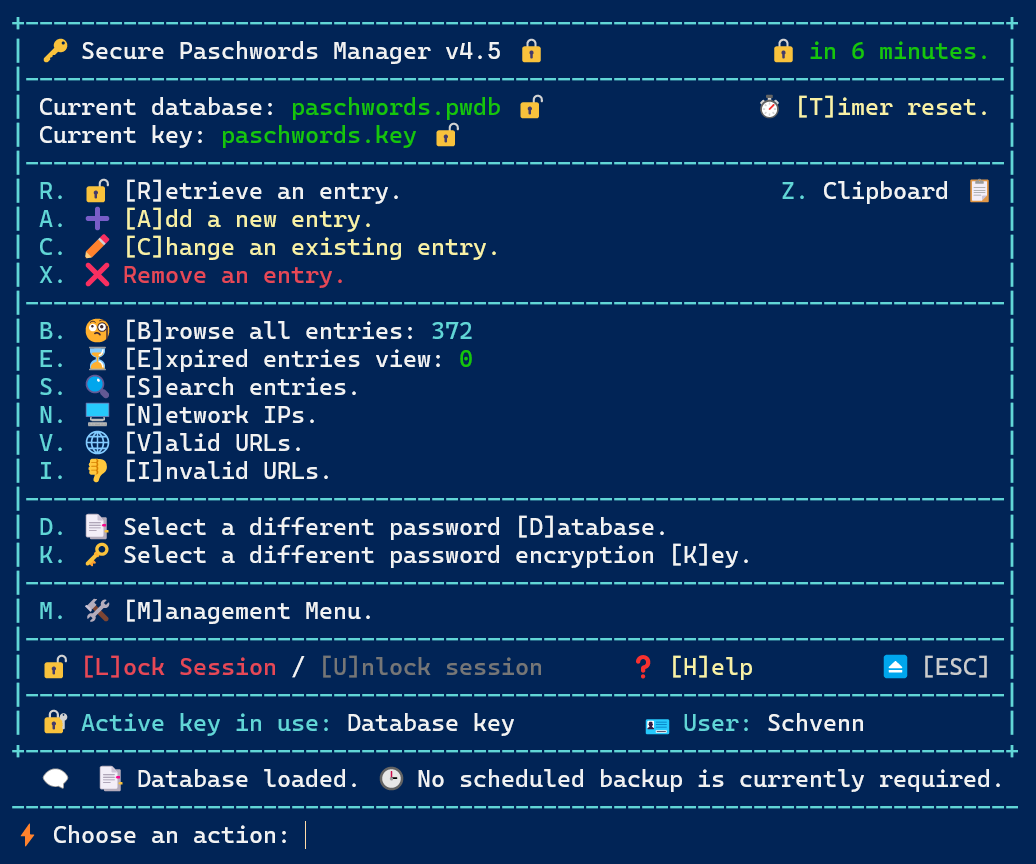 Secure Paschwords Manager v4.5 in 6 minutes.
Current database: paschwords.pwdb [T]imer reset.
Current key: paschwords.key
R. [R]etrieve an entry. Z. Clipboard
A. [A]dd a new entry.
C. [C]hange an existing entry.
X. Remove an entry.
B. [B]rowse all entries: 372
E. [E]xpired entries view: 0
S. [S]earch entries.
N. [N]etwork IPs.
V. [V]alid URLs.
I. [I]nvalid URLs.
D. Select a different password [D]atabase.
K. Select a different password encryption [K]ey.
M. [M]anagement Menu.
[L]ock Session / [U]nlock session [H]elp [ESC]
Active key in use: Database key User: Schvenn
Database loaded. No scheduled backup is currently required.
Choose an action: